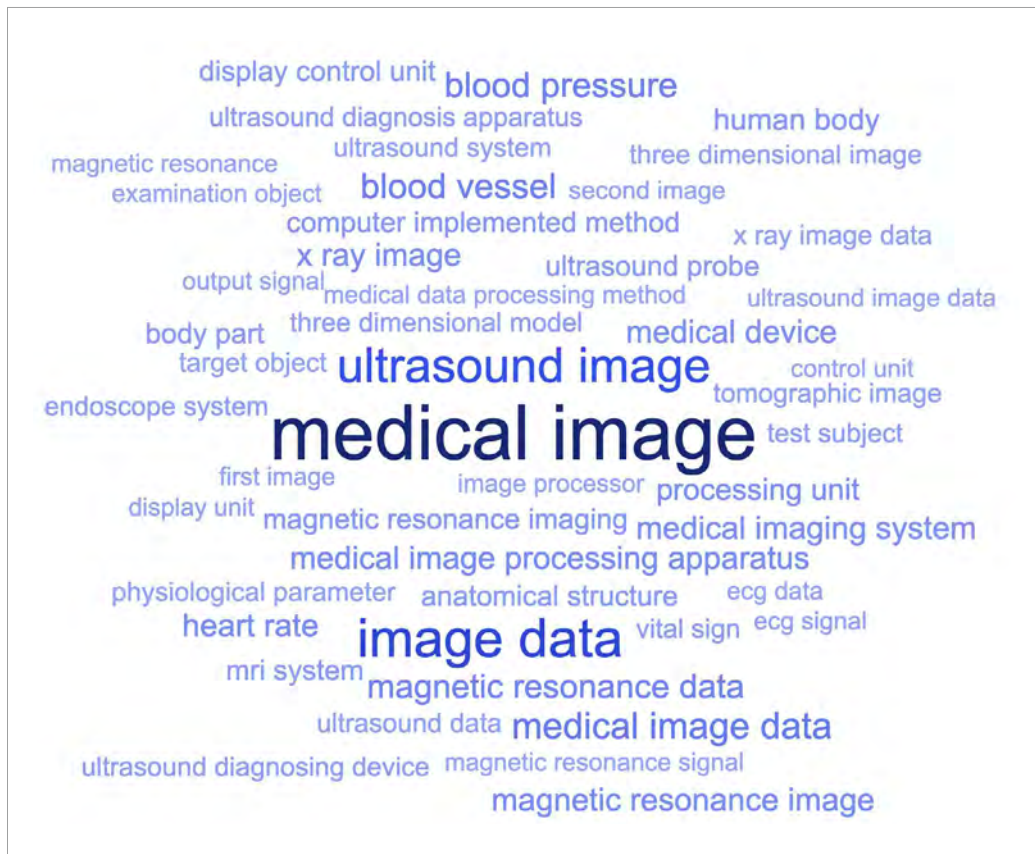 display control unit blood pressure
ultrasound diagnosis apparatus human body
ultrasound system three dimensional image
magnetic resonance
examination object blood vessel second image
computer implemented method
x ray image data
x ray image ultrasound probe
output signal medical data processing method ultrasound image data
body part three dimensional model medical device
target object ultrasound image control unit
tomographic image
endoscope system
medical image test subject
first image image processor processing unit
display unit magnetic resonance imaging medical imaging system
medical image processing apparatus
physiological parameter anatomical structure ecg data
heart rate image data vital sign ecg signal
mri system magnetic resonance data
ultrasound data medical image data
ultrasound diagnosing device magnetic resonance signal
magnetic resonance image